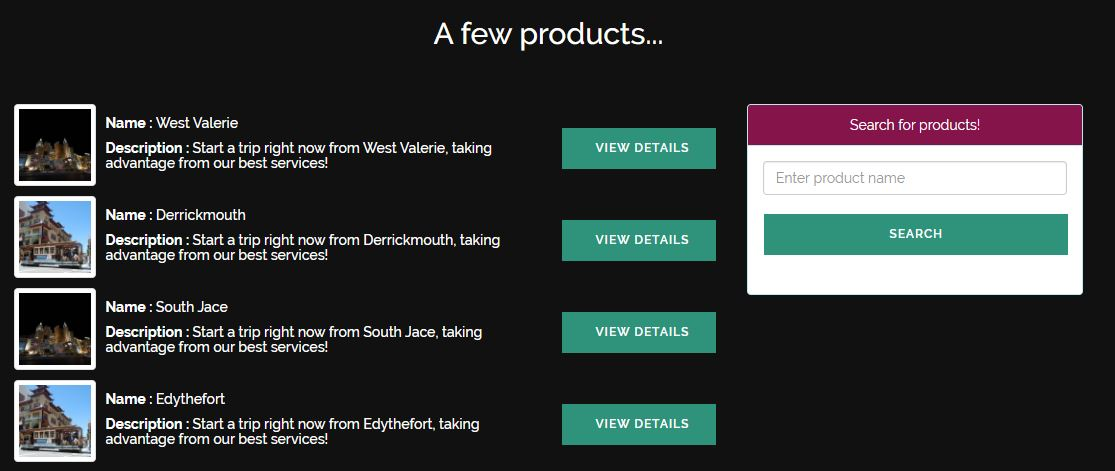 A few products...
Name : West Valerie
Description : Start a trip right now from West Valerie, taking
advantage from our best services!
VIEW DETAILS
Name : Derrickmouth
Description : Start a trip right now from Derrickmouth, taking
advantage from our best services!
VIEW DETAILS
Name : South Jace
Description : Start a trip right now from South Jace, taking
advantage from our best services!
VIEW DETAILS
Name : Edythefort
Description : Start a trip right now from Edythefort, taking
advantage from our best services!
VIEW DETAILS
Search for products!
Enter product name
SEARCH